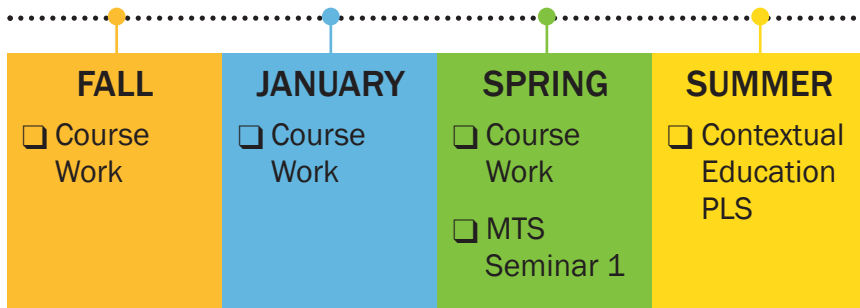 FALL
❏ Course
Work
JANUARY
❏ Course
Work
SPRING
❏ Course
Work
❏ MTS
Seminar 1
SUMMER
❏ Contextual
Education
PLS